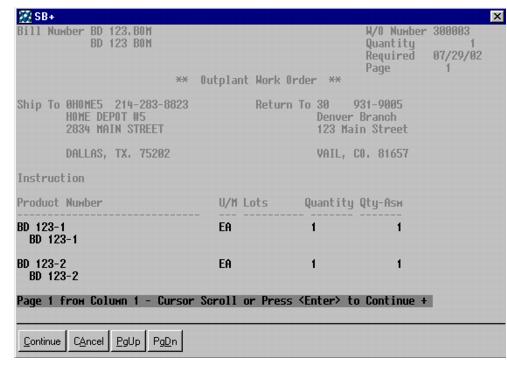 SB+
Bill Number BD 123.BOM W/O Number 300003
BD 123 BOM Quantity 1
Required 07/29/02
Page 1
** Outplant Work Order **
Ship To 0HOME5 214-283-8823 Return To 30 931-9005
HOME DEPOT #5 Denver Branch
2834 MAIN STREET 123 Main Street
DALLAS, TX. 75202 VAIL, CO. 81657
Instruction
Product Number U/M Lots Quantity Qty-Asm
BD 123-1 EA 1 1
BD 123-1
BD 123-2 EA 1 1
BD 123-2
Page 1 from Column 1 - Cursor Scroll or Press <Enter> to Continue +
Continue CAncel PgUp PgDn